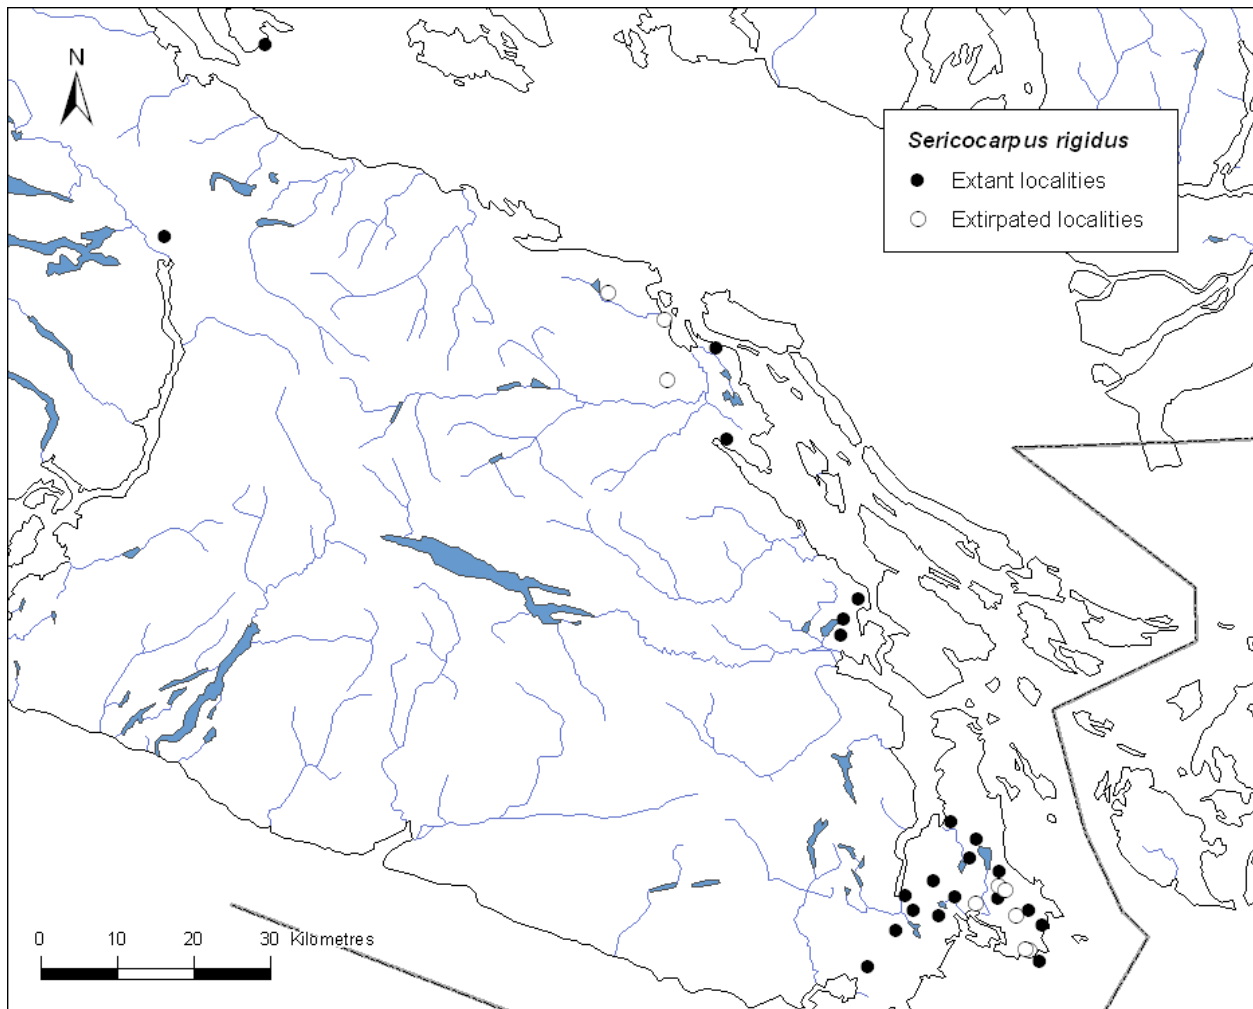 N
Sericocarpus rigidus
Extant localities
Extirpated localities
0 10 20 30 Kilometres